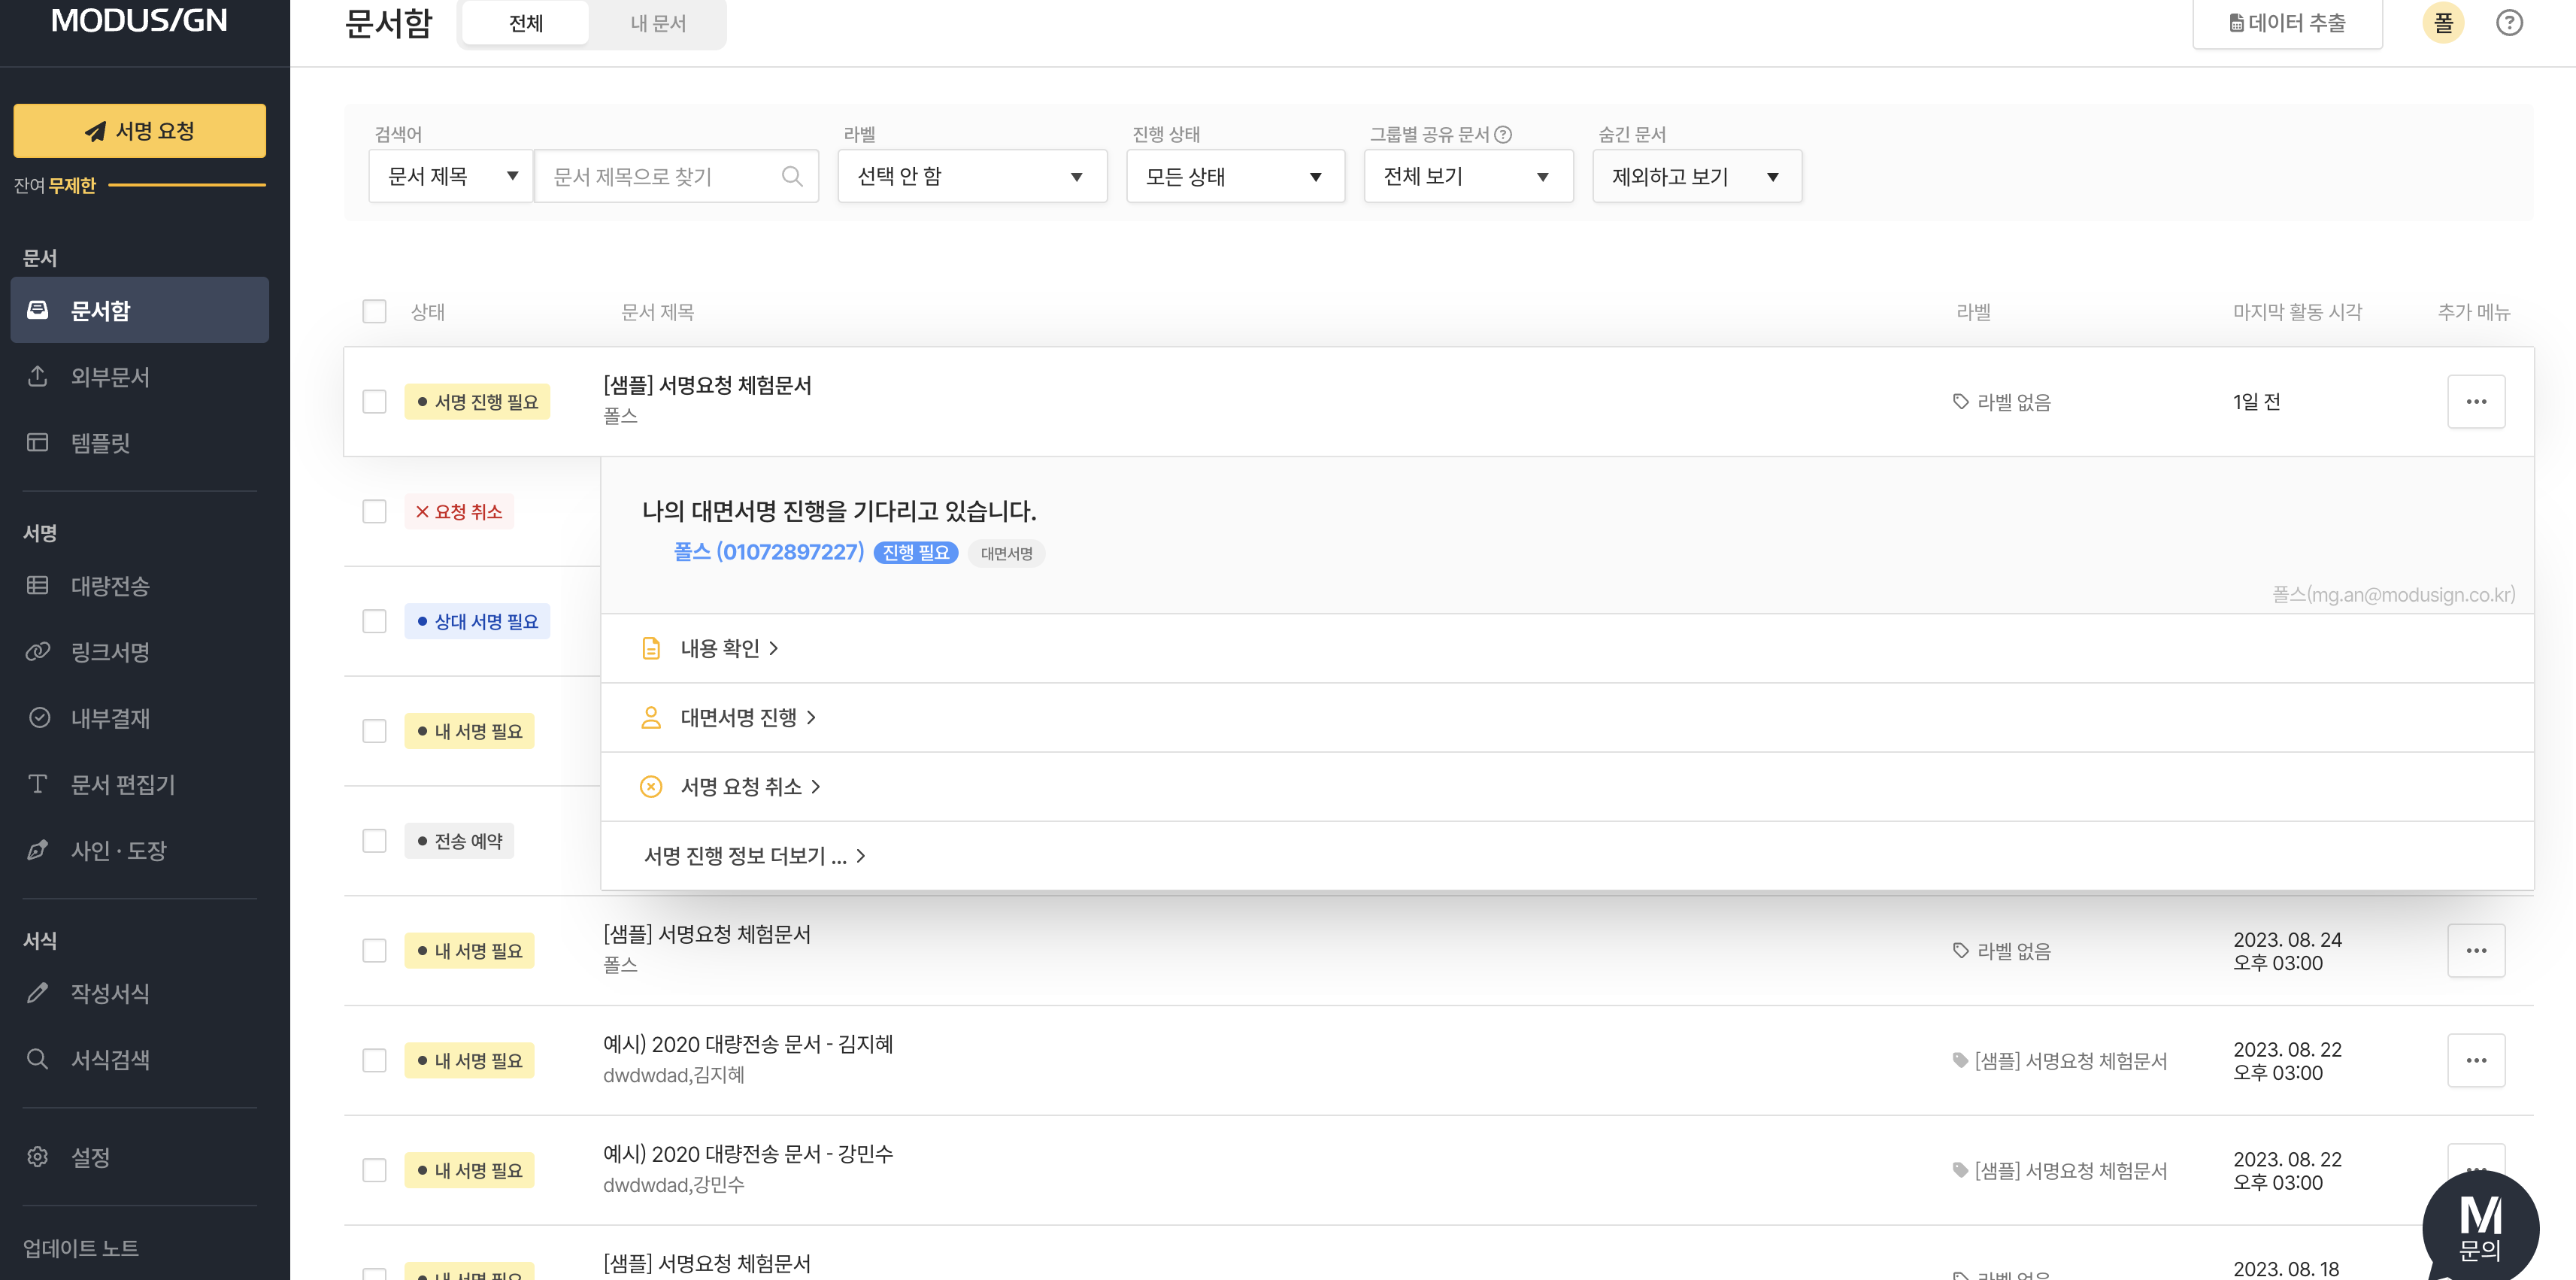 MODUSIGN
문서함
전체
내 문서
데이터 추출
폴
서명 요청
잔여 무제한
문서
문서함
외부문서
템플릿
서명
대량전송
링크서명
내부결재
문서 편집기
사인 · 도장
서식
작성서식
서식검색
설정
업데이트 노트
검색어
라벨
진행 상태
그룹별 공유 문서
숨긴 문서
문서 제목
문서 제목으로 찾기
선택 안 함
모든 상태
전체 보기
제외하고 보기
상태
문서 제목
라벨
마지막 활동 시각
추가 메뉴
서명 진행 필요
[샘플] 서명요청 체험문서
폴스
라벨 없음
1일 전
요청 취소
상대 서명 필요
내 서명 필요
전송 예약
나의 대면서명 진행을 기다리고 있습니다.
폴스 (01072897227) 진행 필요 대면서명
폴스(mg.an@modusign.co.kr)
내용 확인
대면서명 진행
서명 요청 취소
서명 진행 정보 더보기 ...
내 서명 필요
[샘플] 서명요청 체험문서
폴스
라벨 없음
2023. 08. 24
오후 03:00
내 서명 필요
예시) 2020 대량전송 문서 - 김지혜
dwdwdad,김지혜
[샘플] 서명요청 체험문서
2023. 08. 22
오후 03:00
내 서명 필요
예시) 2020 대량전송 문서 - 강민수
dwdwdad,강민수
[샘플] 서명요청 체험문서
2023. 08. 22
오후 03:00
내 서명 필요
[샘플] 서명요청 체험문서
라벨 없음
2023. 08. 18
M
문의